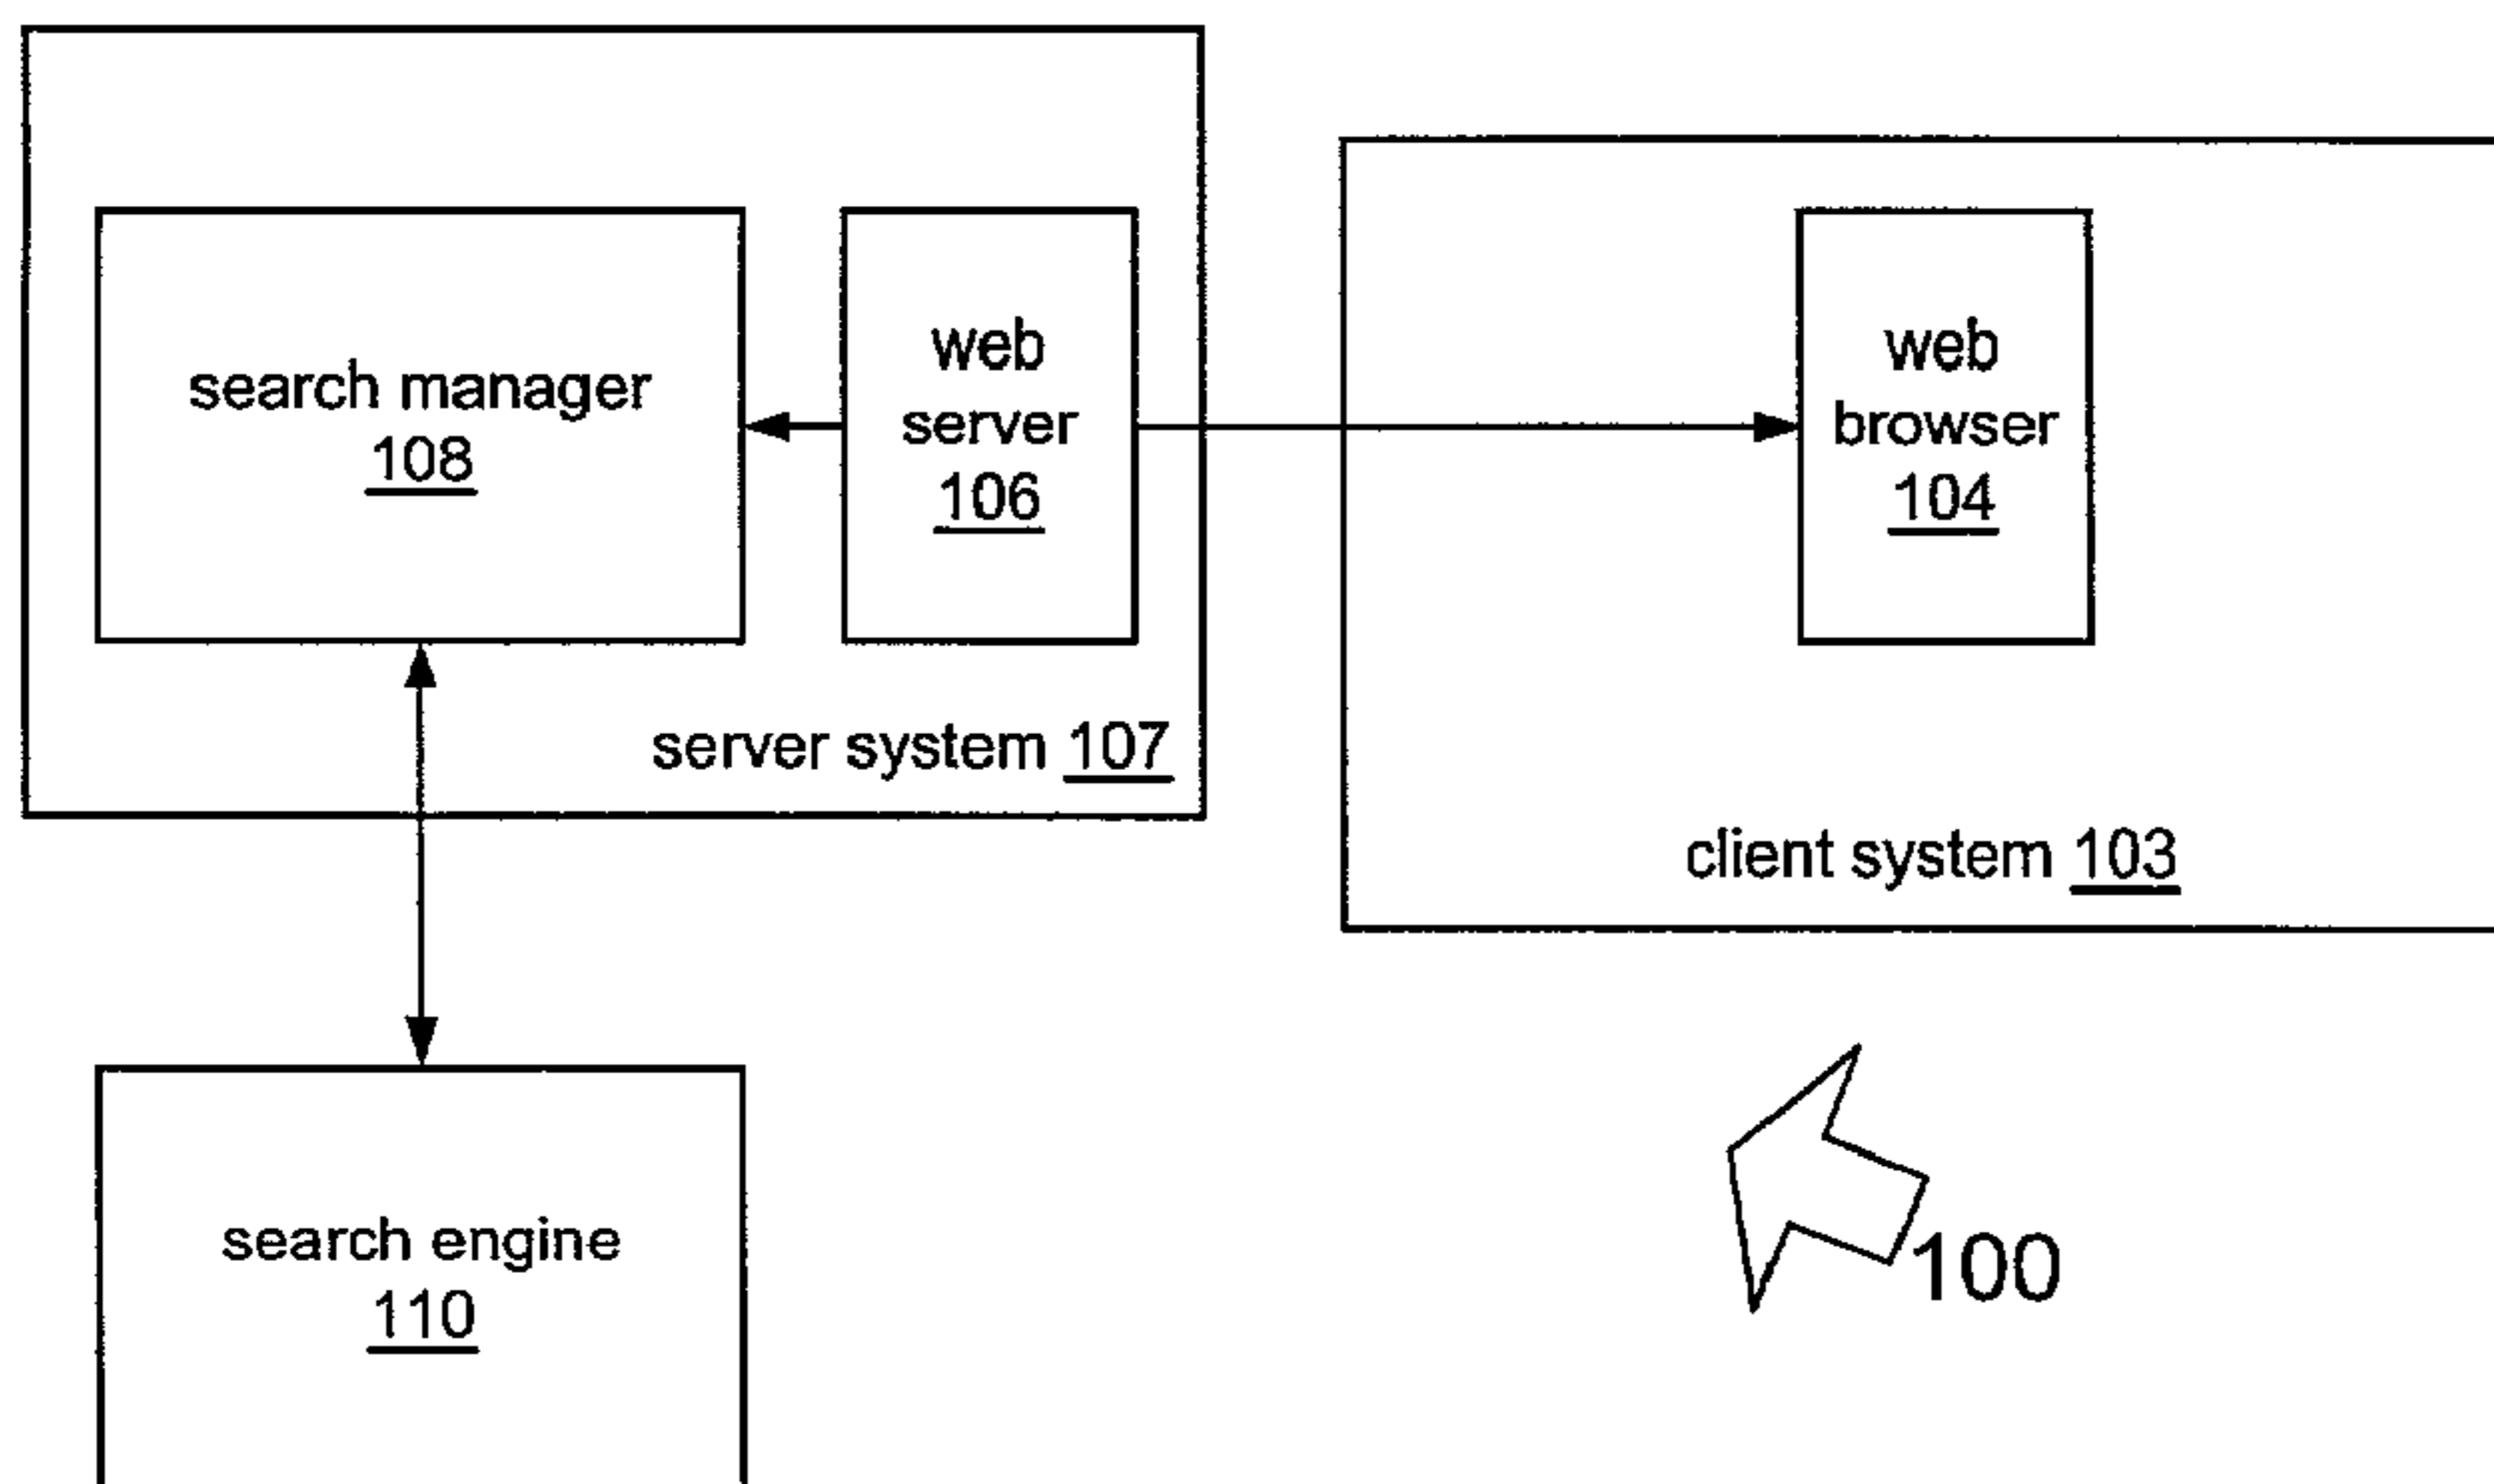 search manager
108
web
server
106
server system 107
web
browser
104
client system 103
search engine
110
100